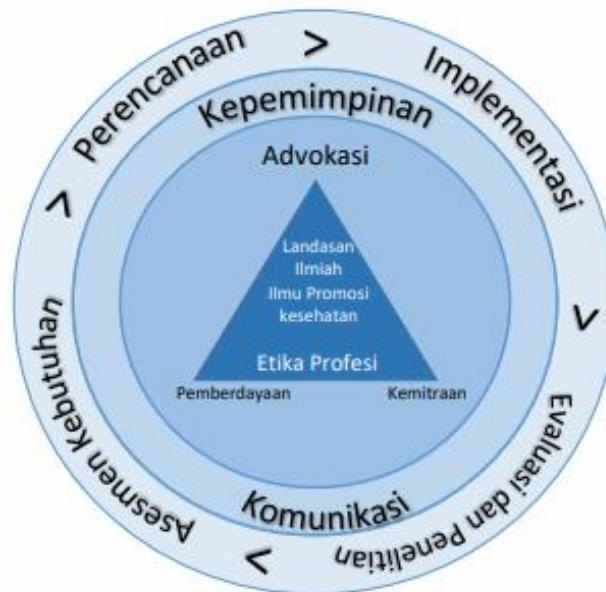 Perencanaan
>
Implementasi
>
Evaluasi dan Penelitian
>
Asesmen Kebutuhan
>
Kepemimpinan
Komunikasi
Advokasi
Landasan
Ilmiah
Ilmu Promosi
kesehatan
Etika Profesi
Pemberdayaan
Kemitraan